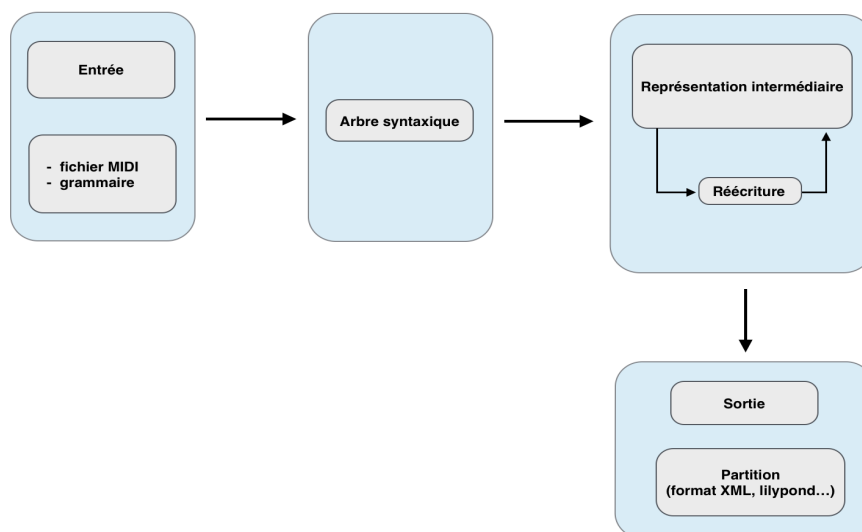 Entrée
- fichier MIDI
- grammaire
Arbre syntaxique
Représentation intermédiaire
Réécriture
Sortie
Partition
(format XML, lilypond...)